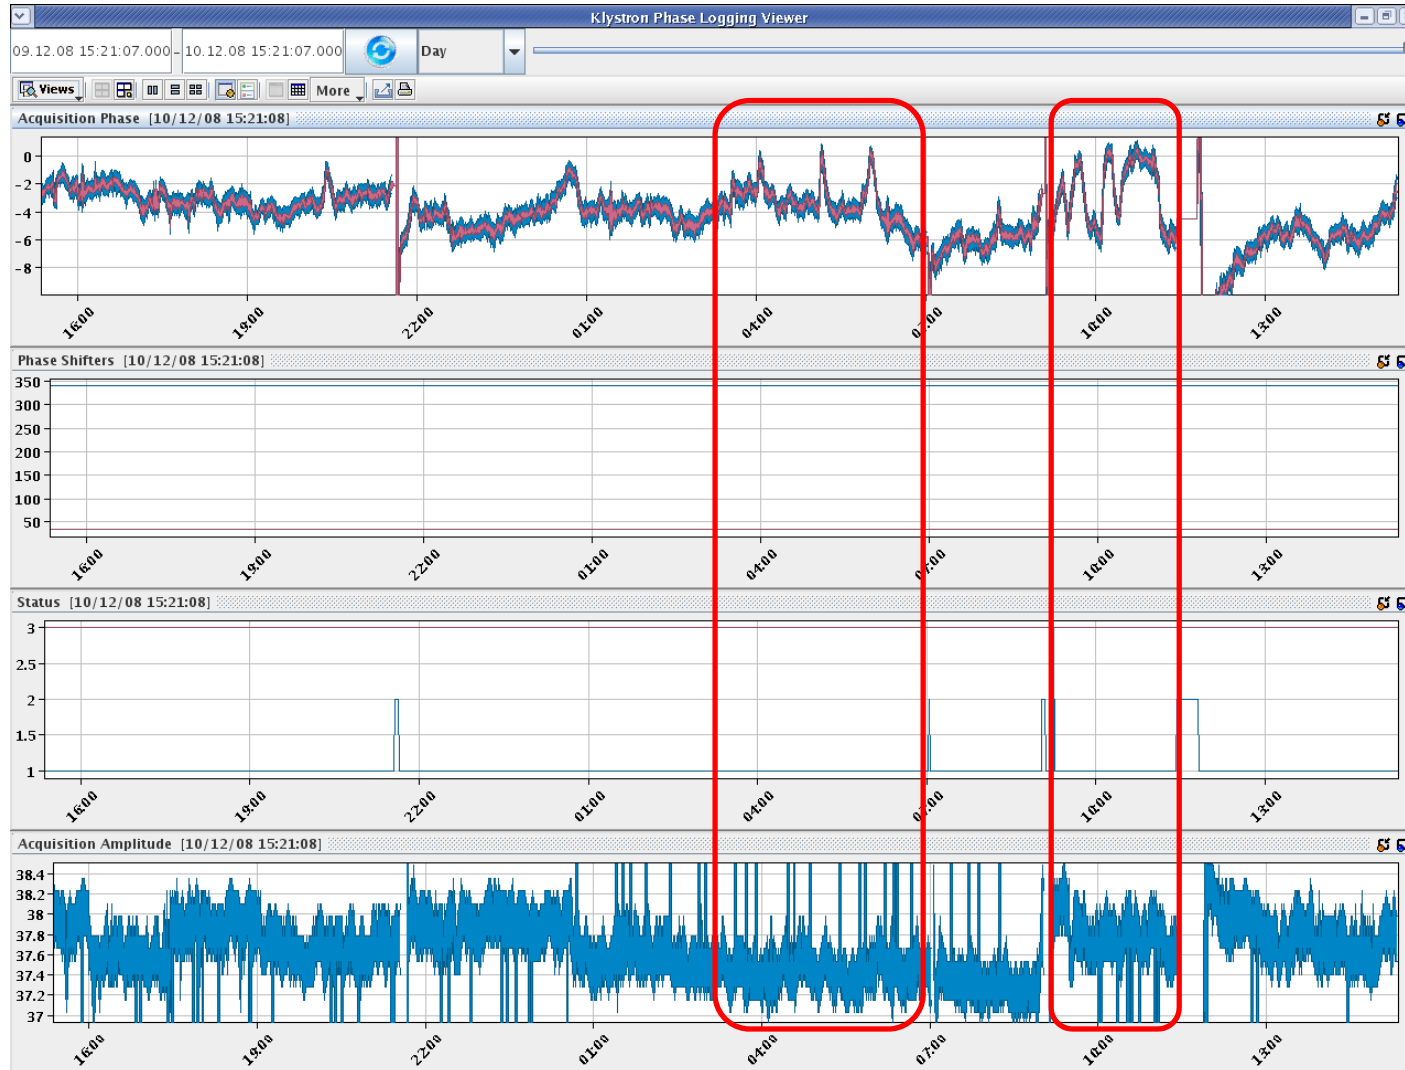 Klystron Phase Logging Viewer
09.12.08 15:21:07.000 - 10.12.08 15:21:07.000 Day
Views More
Acquisition Phase [10/12/08 15:21:08]
0
-2
-4
-6
-8
16:00 19:00 22:00 01:00 04:00 07:00 10:00 13:00
Phase Shifters [10/12/08 15:21:08]
350
300
250
200
150
100
50
16:00 19:00 22:00 01:00 04:00 07:00 10:00 13:00
Status [10/12/08 15:21:08]
3
2.5
2
1.5
1
16:00 19:00 22:00 01:00 04:00 07:00 10:00 13:00
Acquisition Amplitude [10/12/08 15:21:08]
38.4
38.2
38
37.8
37.6
37.4
37.2
37
16:00 19:00 22:00 01:00 04:00 07:00 10:00 13:00